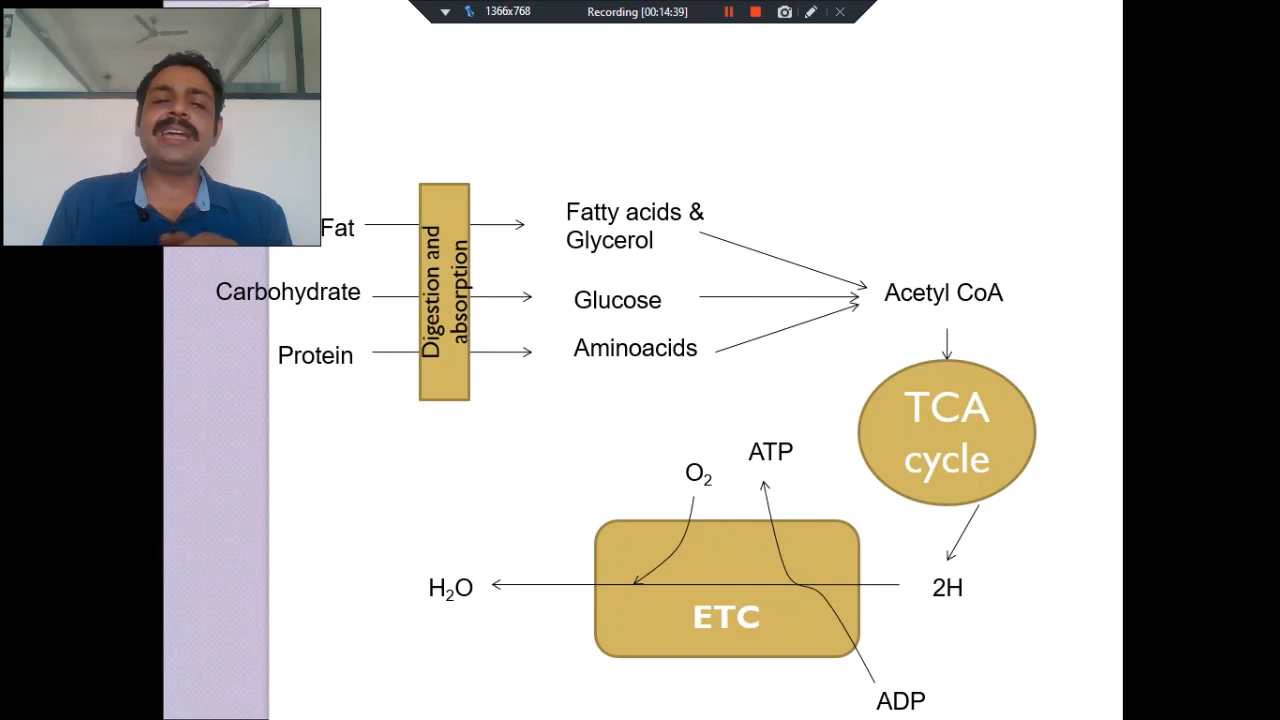 1366x768
Recording [00:14:39]
Fat
Fatty acids &
Glycerol
Carbohydrate
Glucose
Protein
Aminoacids
Digestion and
absorption
Acetyl CoA
TCA
cycle
2H
ATP
O₂
ETC
ADP
H₂O